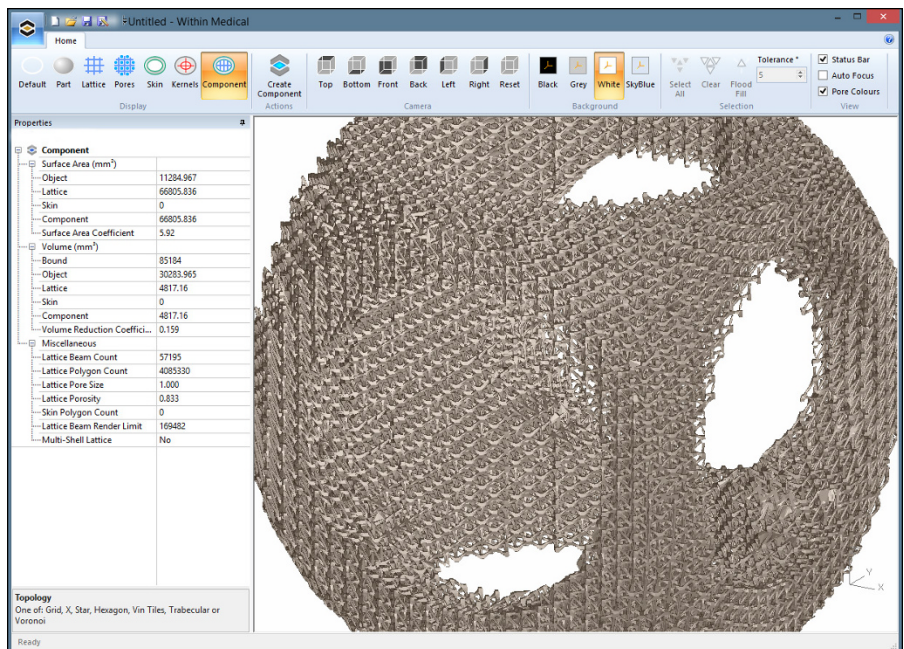 Untitled - Within Medical
Home
Default Part Lattice Pores Skin Kernels Component
Display
Create Component
Actions
Top Bottom Front Back Left Right Reset
Camera
Black Grey White SkyBlue
Background
Select All Clear Flood Fill
Tolerance *
5
Selection
Status Bar
Auto Focus
Pore Colours
View
Properties
Component
Surface Area (mm²)
Object 11284.967
Lattice 66805.836
Skin 0
Component 66805.836
Surface Area Coefficient 5.92
Volume (mm³)
Bound 85184
Object 30283.965
Lattice 4817.16
Skin 0
Component 4817.16
Volume Reduction Coeffici... 0.159
Miscellaneous
Lattice Beam Count 57195
Lattice Polygon Count 4085330
Lattice Pore Size 1.000
Lattice Porosity 0.833
Skin Polygon Count 0
Lattice Beam Render Limit 169482
Multi-Shell Lattice No
Y
X
Topology
One of: Grid, X, Star, Hexagon, Vin Tiles, Trabecular or
Voronoi
Ready